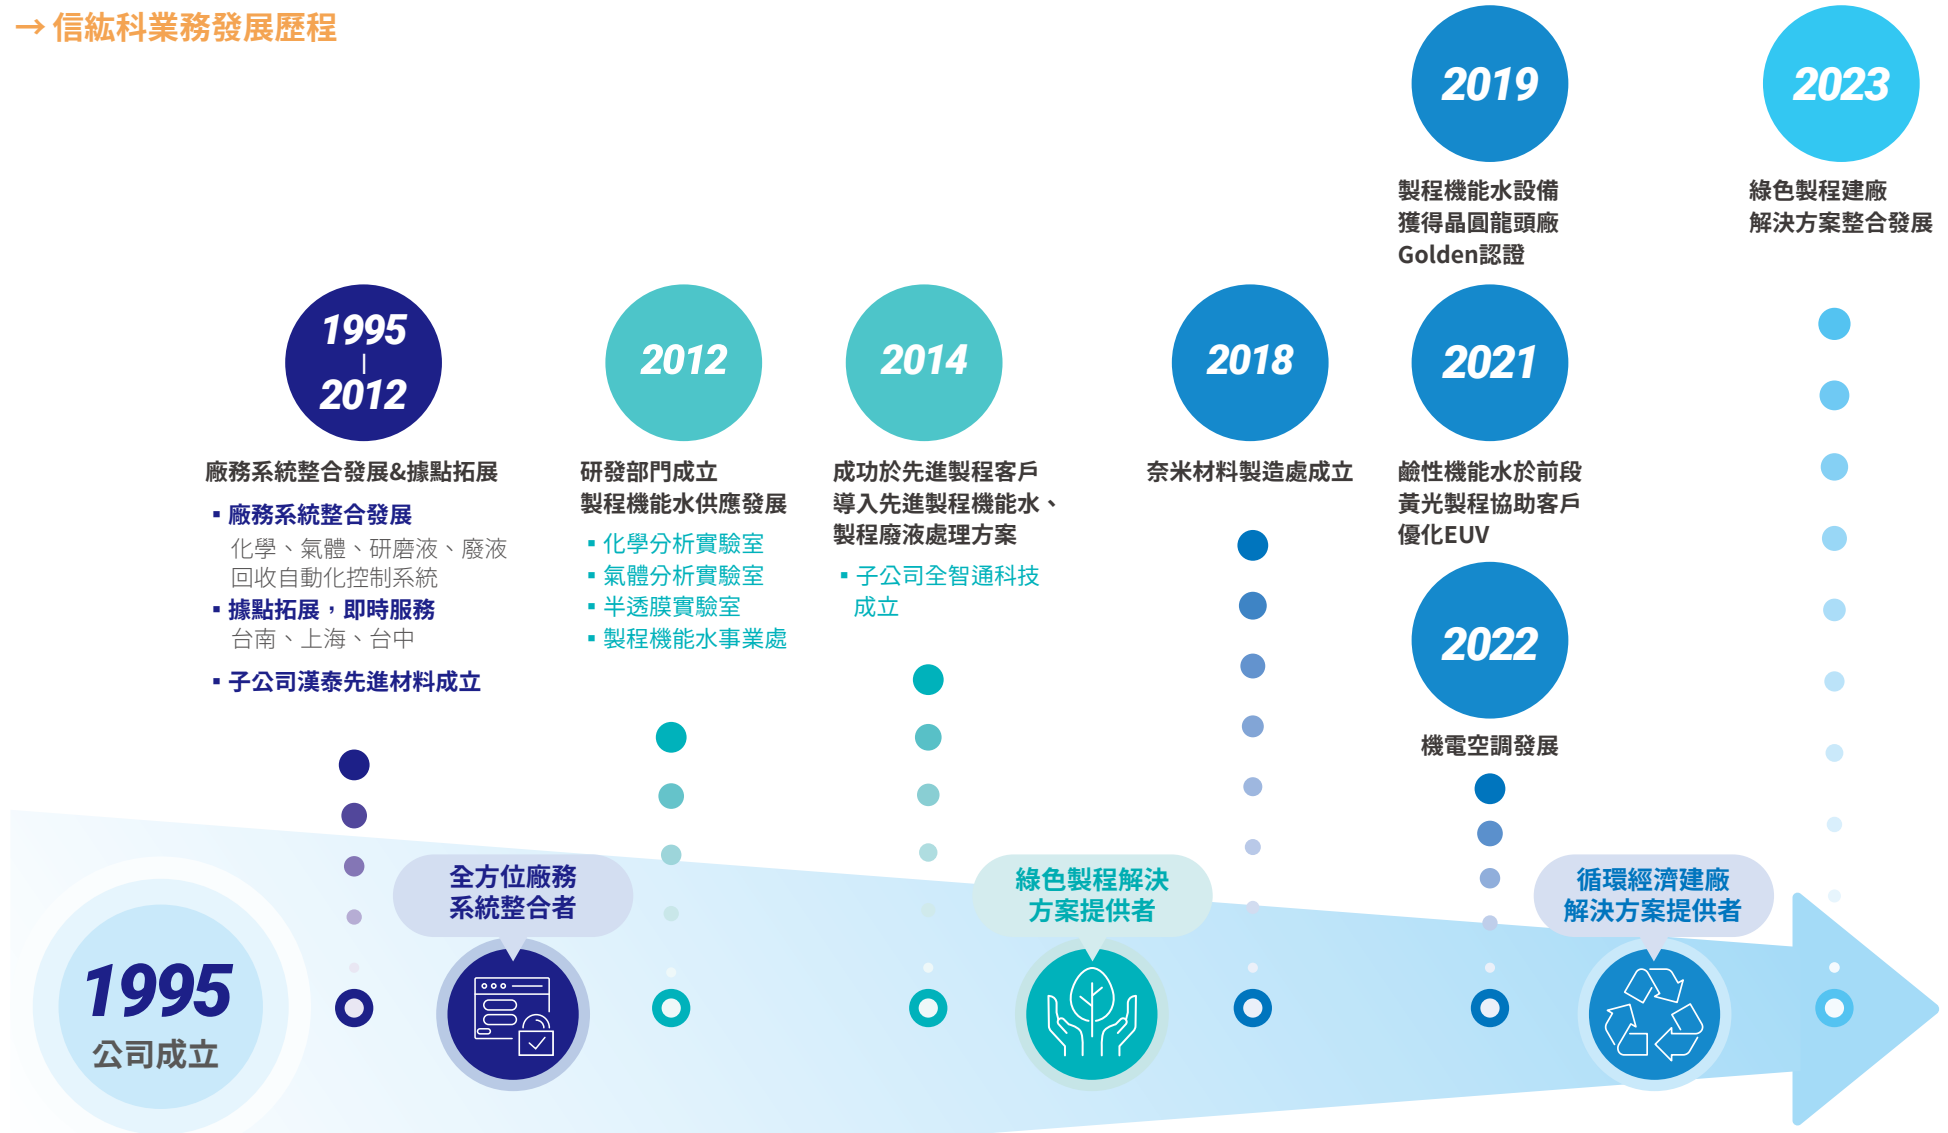 → 信紘科業務發展歷程
1995
公司成立
1995
|
2012
廠務系統整合發展&據點拓展
▪ 廠務系統整合發展
化學、氣體、研磨液、廢液
回收自動化控制系統
▪ 據點拓展，即時服務
台南、上海、台中
▪ 子公司漢泰先進材料成立
全方位廠務
系統整合者
2012
研發部門成立
製程機能水供應發展
▪ 化學分析實驗室
▪ 氣體分析實驗室
▪ 半透膜實驗室
▪ 製程機能水事業處
2014
成功於先進製程客戶
導入先進製程機能水、
製程廢液處理方案
▪ 子公司全智通科技
成立
綠色製程解決
方案提供者
2018
奈米材料製造處成立
2019
製程機能水設備
獲得晶圓龍頭廠
Golden認證
2021
鹼性機能水於前段
黃光製程協助客戶
優化EUV
2022
機電空調發展
循環經濟建廠
解決方案提供者
2023
綠色製程建廠
解決方案整合發展